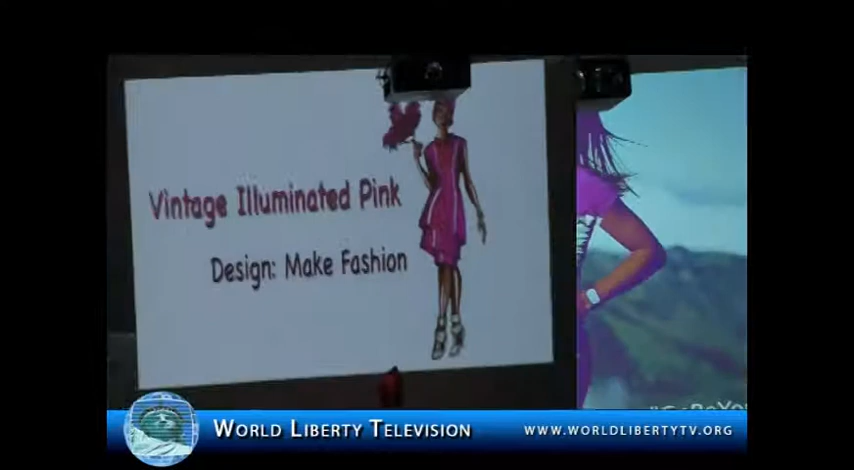 Vintage Illuminated Pink
Design: Make Fashion
World Liberty Television
www.worldlibertytv.org